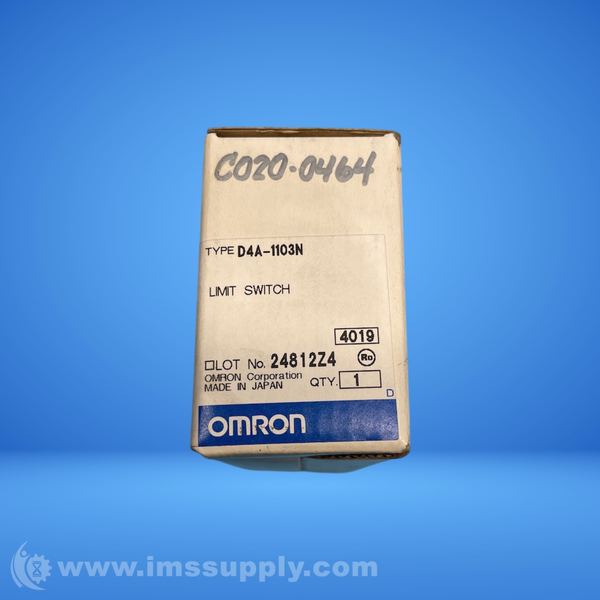 C020-0464
TYPE D4A-1103N
LIMIT SWITCH
4019
□LOT No. 24812Z4 Ro
OMRON Corporation
MADE IN JAPAN QTY. 1
D
OMRON
www.imssupply.com